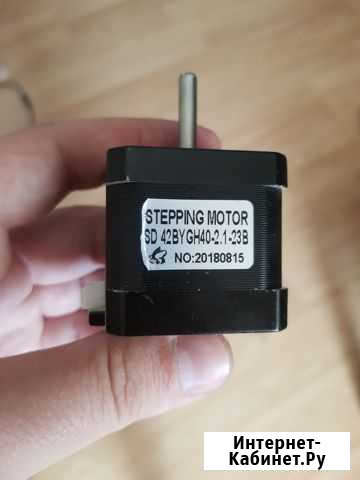 STEPPING MOTOR
SD 42BYGH40-2.1-23B
NO:20180815
Интернет-
Кабинет.Ру